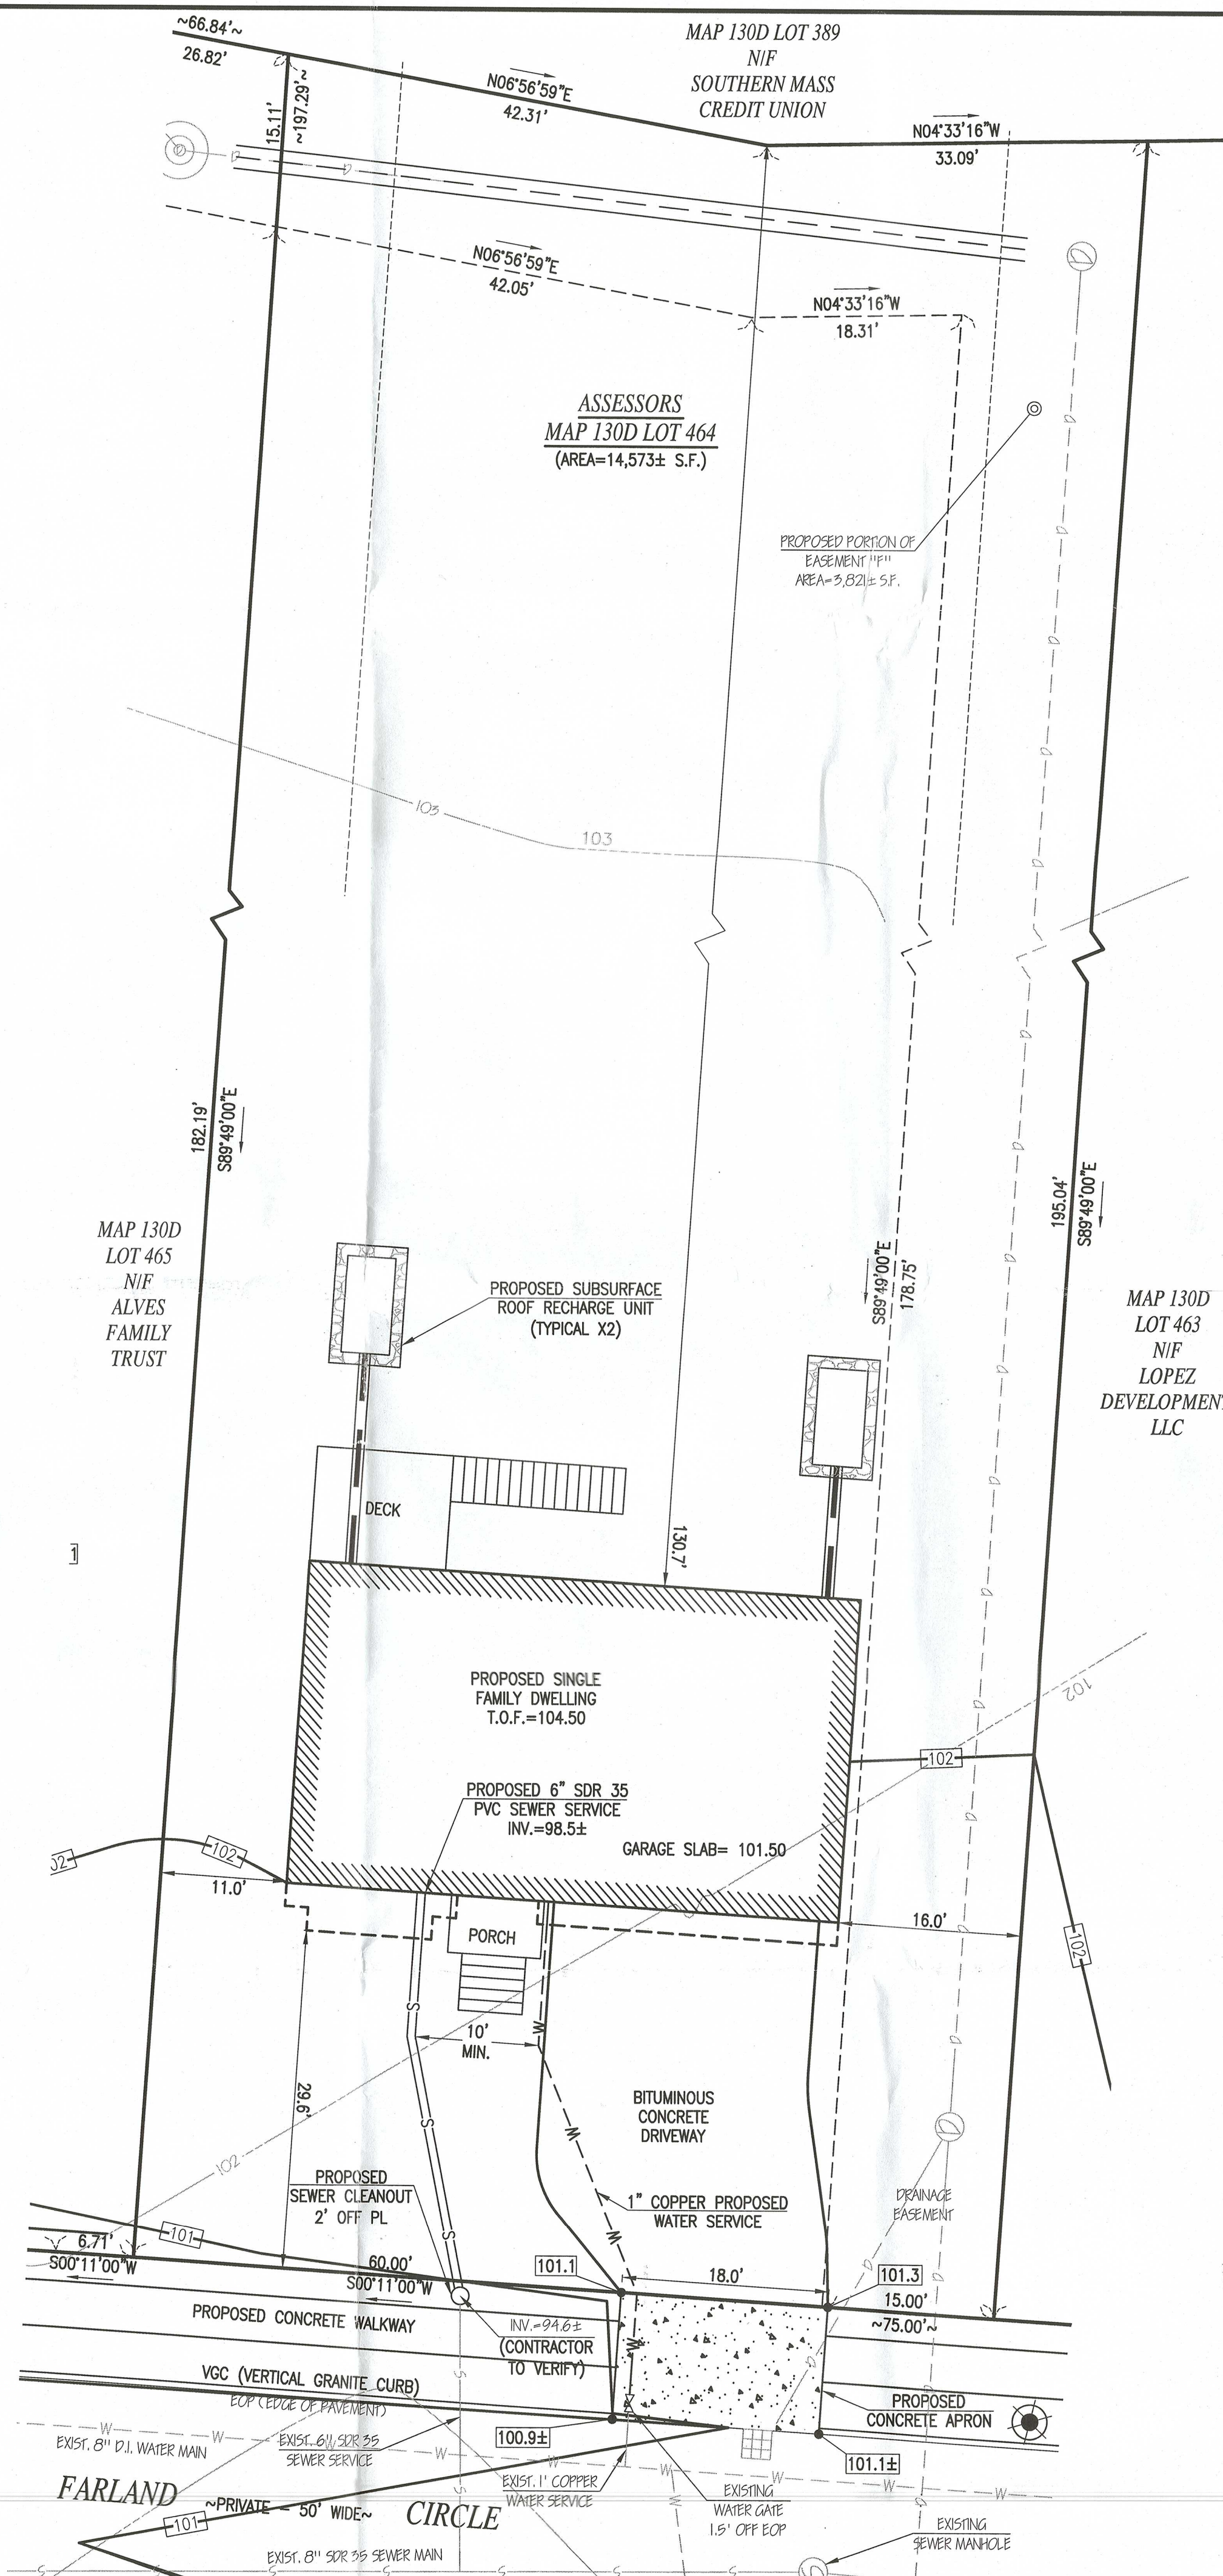 ~66.84'~
26.82'
15.11'
~197.29'~
N06°56'59"E
42.31'
MAP 130D LOT 389
N/F
SOUTHERN MASS
CREDIT UNION
N04°33'16"W
33.09'
D
D
N06°56'59"E
42.05'
N04°33'16"W
18.31'
ASSESSORS
MAP 130D LOT 464
(AREA=14,573± S.F.)
PROPOSED PORTION OF
EASEMENT "F"
AREA=3,821± S.F.
103
103
182.19'
S89°49'00"E
195.04'
S89°49'00"E
S89°49'00"E
178.75'
MAP 130D
LOT 465
N/F
ALVES
FAMILY
TRUST
MAP 130D
LOT 463
N/F
LOPEZ
DEVELOPMENT
LLC
PROPOSED SUBSURFACE
ROOF RECHARGE UNIT
(TYPICAL X2)
DECK
130.7'
1
PROPOSED SINGLE
FAMILY DWELLING
T.O.F.=104.50
102
102
PROPOSED 6" SDR 35
PVC SEWER SERVICE
INV.=98.5±
GARAGE SLAB= 101.50
102
11.0'
16.0'
102
PORCH
S
W
10'
MIN.
29.6'
BITUMINOUS
CONCRETE
DRIVEWAY
S
W
102
PROPOSED
SEWER CLEANOUT
2' OFF PL
1" COPPER PROPOSED
WATER SERVICE
DRAINAGE
EASEMENT
101
S
W
6.71'
S00°11'00"W
60.00'
S00°11'00"W
101.1
18.0'
101.3
15.00'
~75.00'~
PROPOSED CONCRETE WALKWAY
INV.=94.6±
(CONTRACTOR
TO VERIFY)
W
VGC (VERTICAL GRANITE CURB)
EOP (EDGE OF PAVEMENT)
PROPOSED
CONCRETE APRON
100.9±
101.1±
EXIST. 8" D.I. WATER MAIN
EXIST. 6" SDR 35
SEWER SERVICE
EXIST. 1' COPPER
WATER SERVICE
EXISTING
WATER GATE
1.5' OFF EOP
EXISTING
SEWER MANHOLE
FARLAND CIRCLE
~PRIVATE – 50' WIDE~
101
EXIST. 8" SDR 35 SEWER MAIN